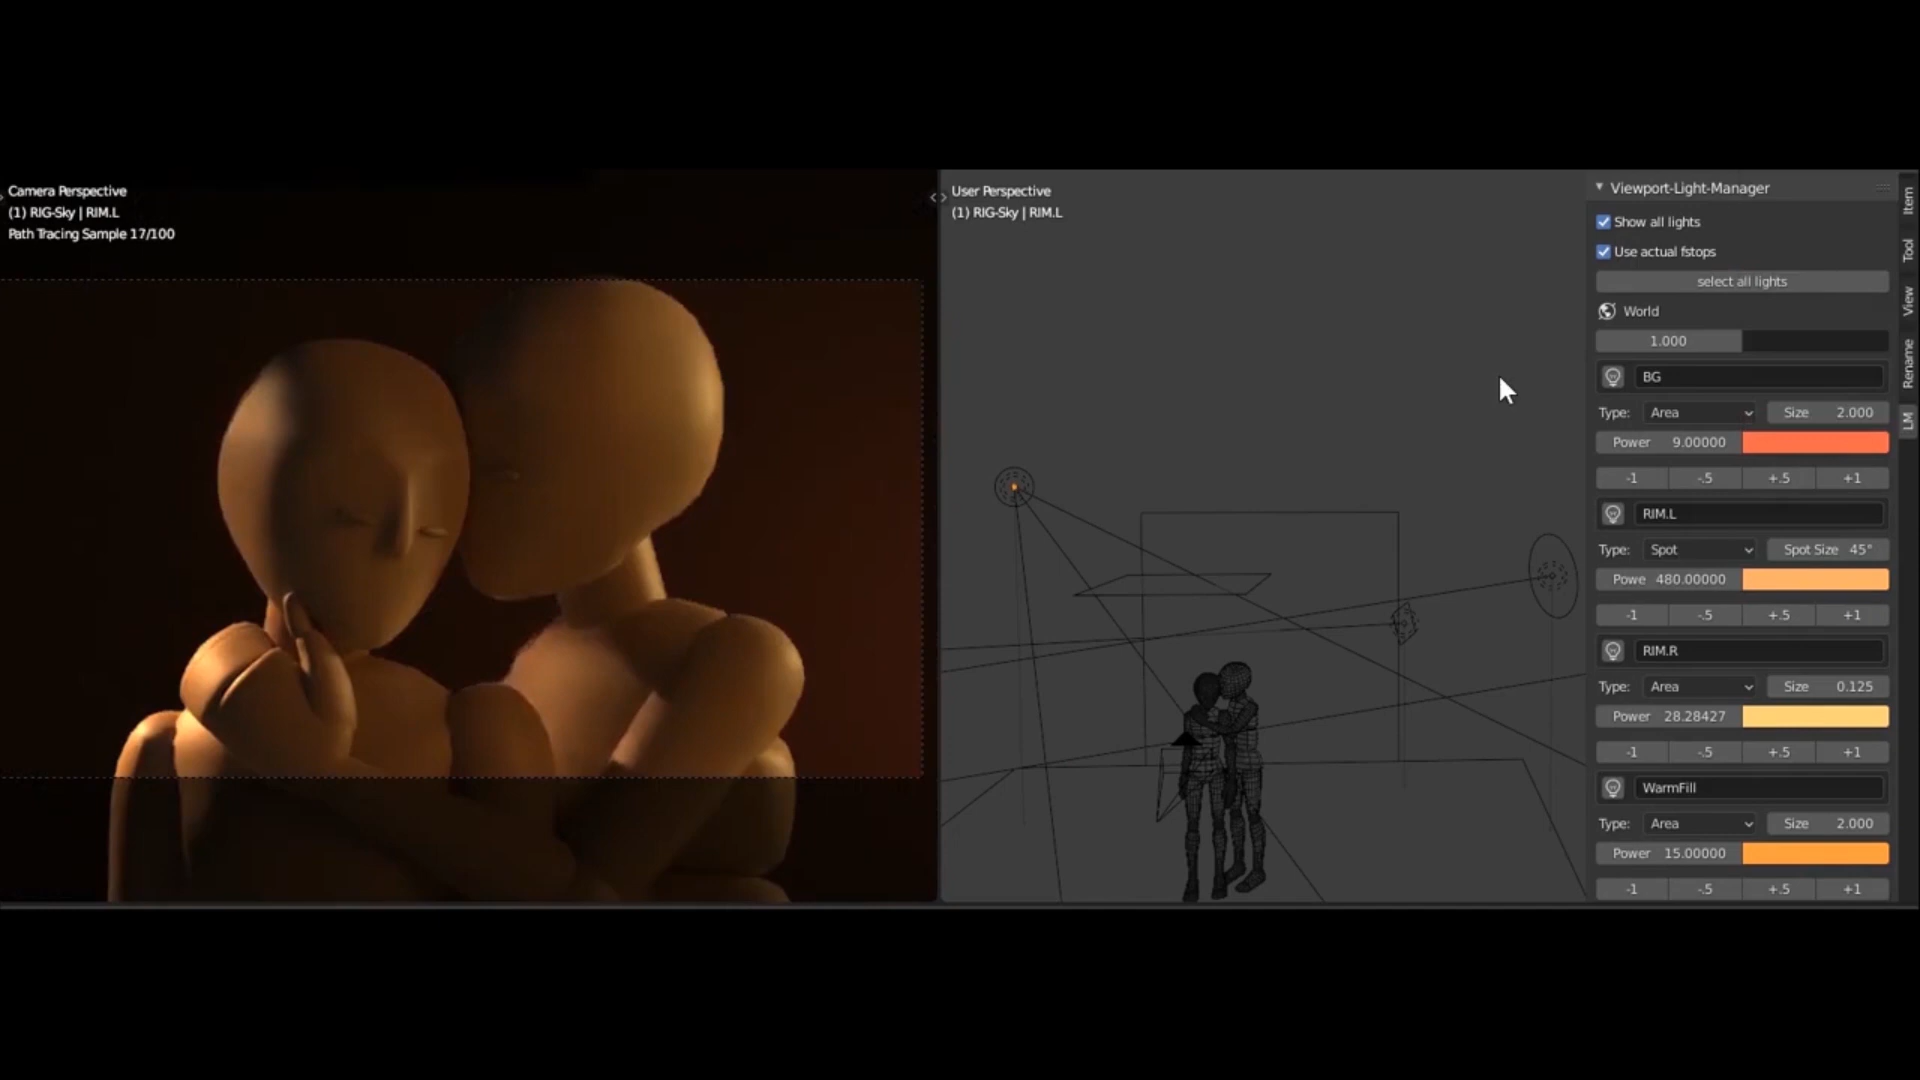 Camera Perspective
(1) RIG-Sky | RIM.L
Path Tracing Sample 17/100
User Perspective
(1) RIG-Sky | RIM.L
Viewport-Light-Manager
Show all lights
Use actual fstops
select all lights
World
1.000
BG
Type: Area Size 2.000
Power 9.00000
-1 -.5 +.5 +1
RIM.L
Type: Spot Spot Size 45°
Powe 480.00000
-1 -.5 +.5 +1
RIM.R
Type: Area Size 0.125
Power 28.28427
-1 -.5 +.5 +1
WarmFill
Type: Area Size 2.000
Power 15.00000
-1 -.5 +.5 +1
Item
Tool
View
Rename
LM